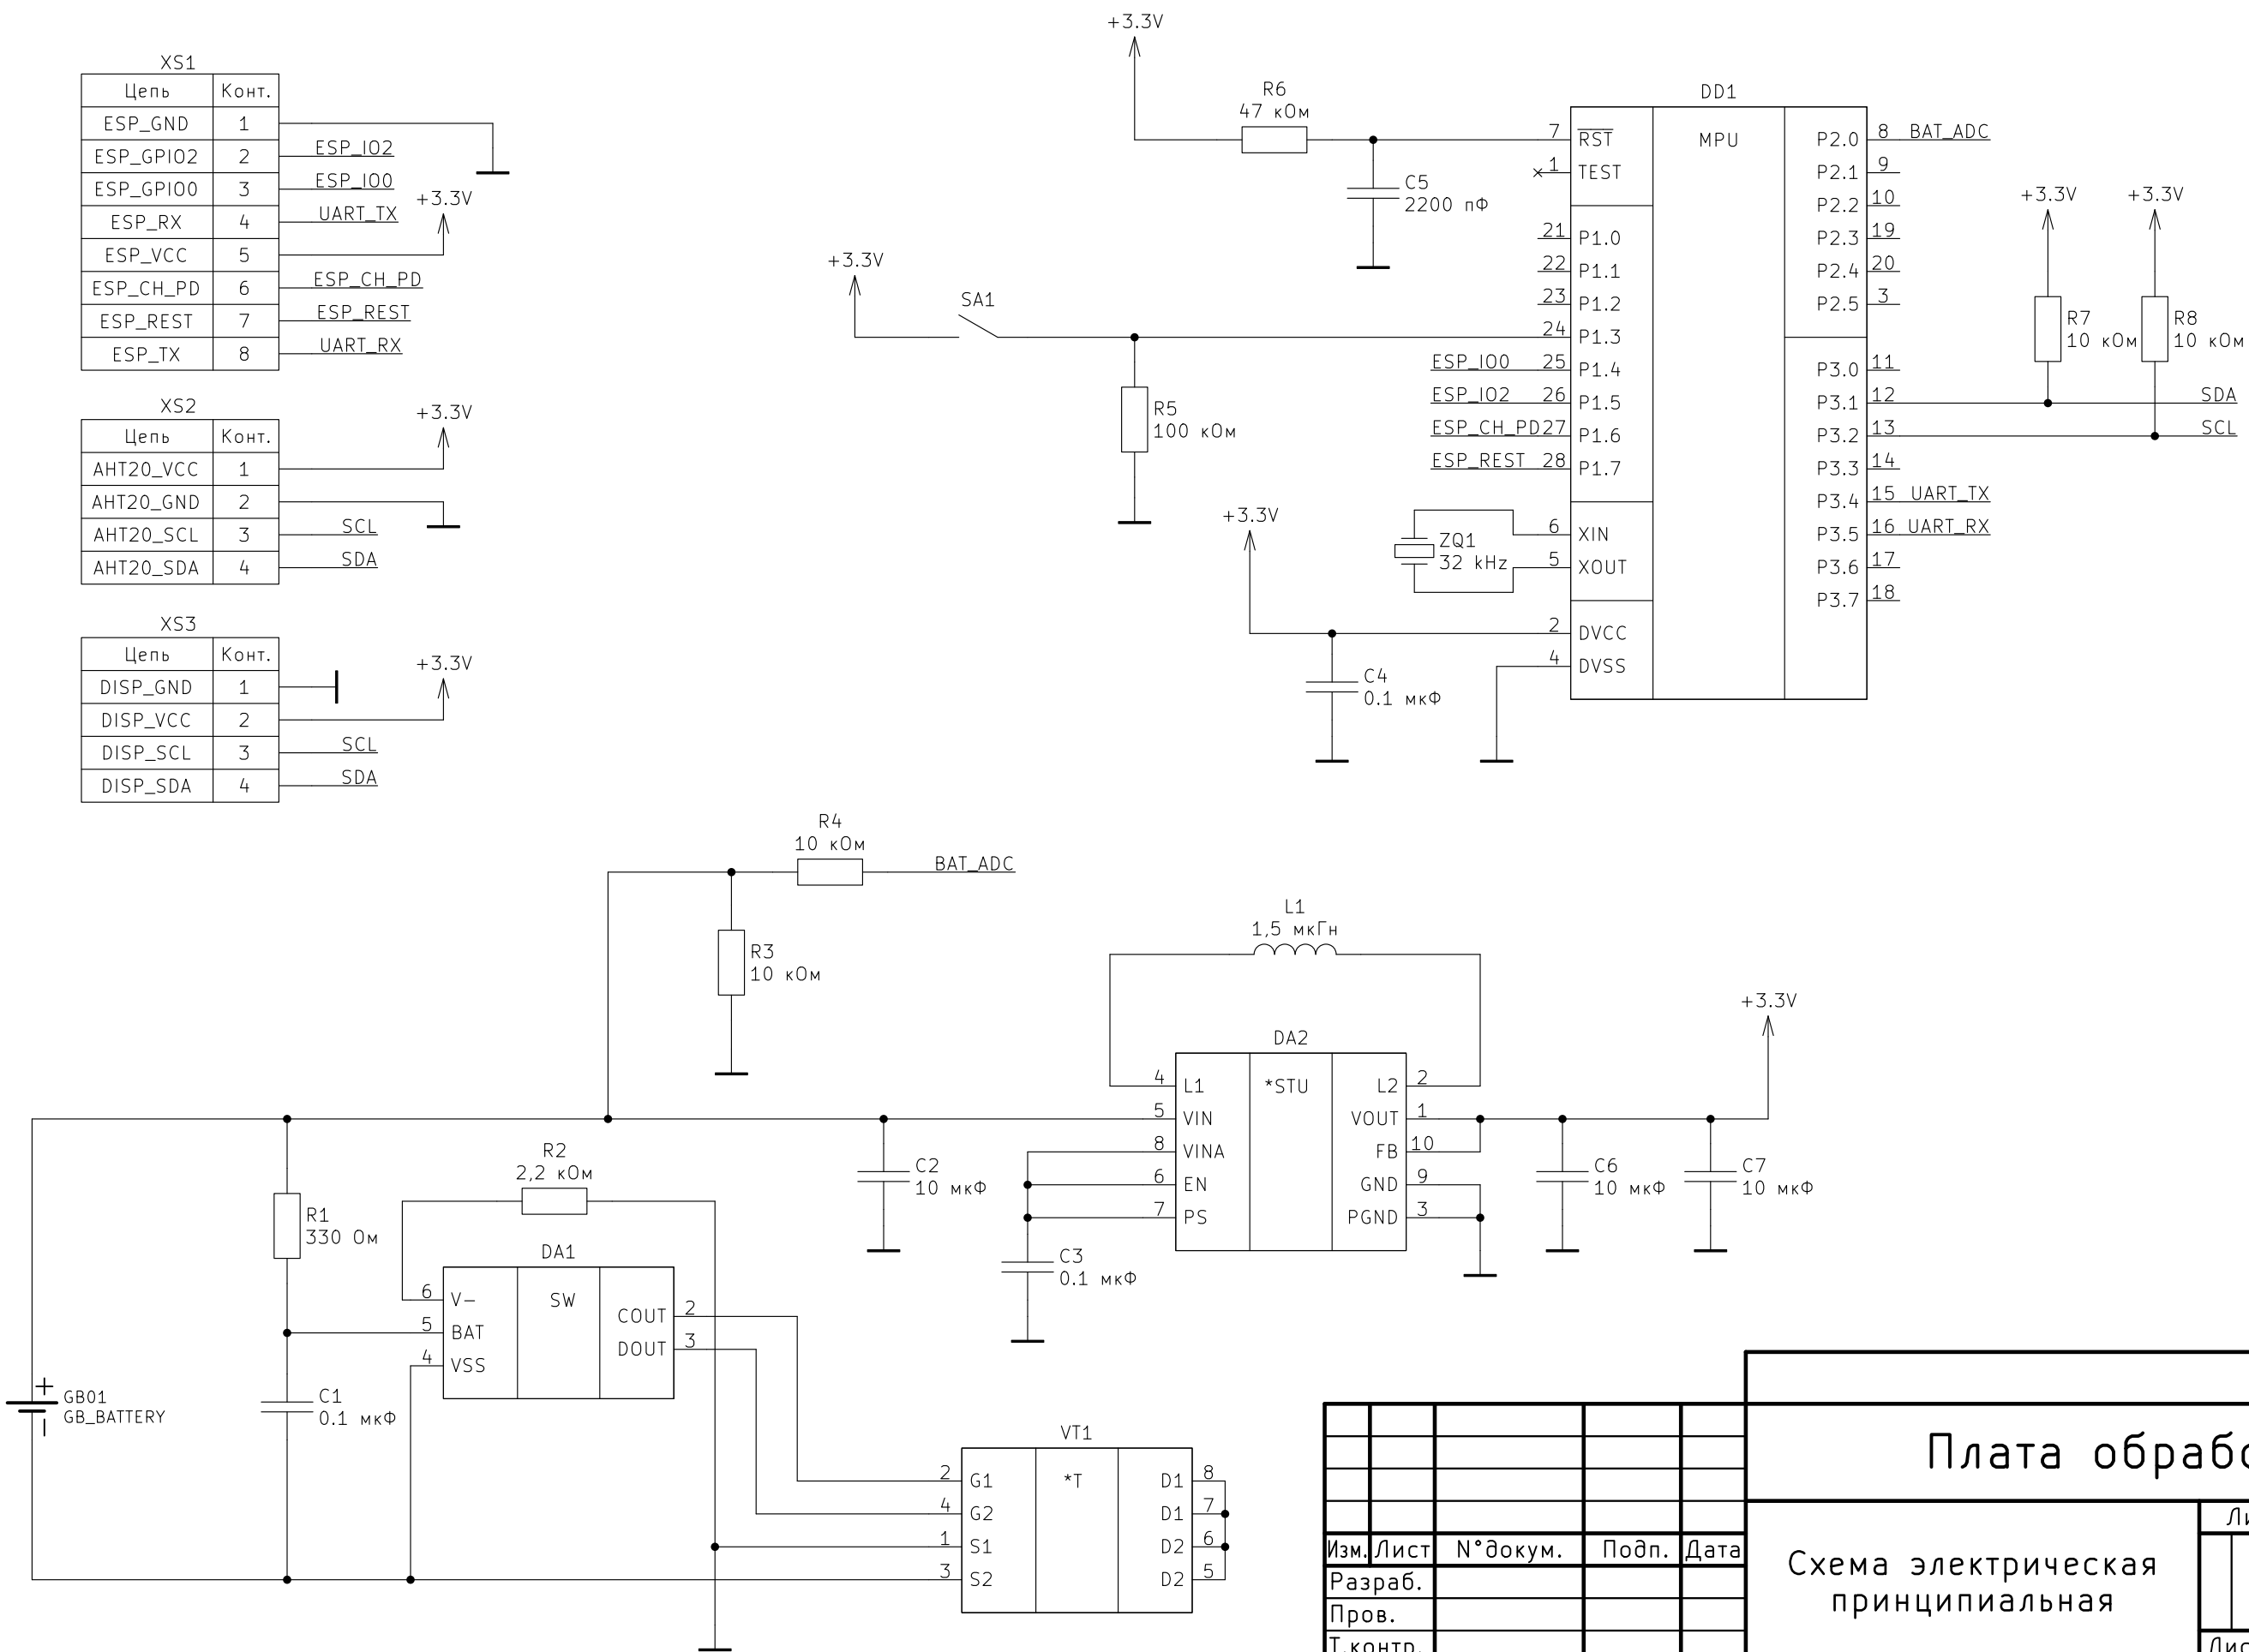 XS1
Цепь Конт.
ESP_GND 1
ESP_GPIO2 2 ESP_IO2
ESP_GPIO0 3 ESP_IO0
ESP_RX 4 UART_TX
+3.3V
ESP_VCC 5
ESP_CH_PD 6 ESP_CH_PD
ESP_REST 7 ESP_REST
ESP_TX 8 UART_RX
XS2
Цепь Конт.
+3.3V
AHT20_VCC 1
AHT20_GND 2
AHT20_SCL 3 SCL
AHT20_SDA 4 SDA
XS3
Цепь Конт.
+3.3V
DISP_GND 1
DISP_VCC 2
DISP_SCL 3 SCL
DISP_SDA 4 SDA
+3.3V
R6
47 кОм
C5
2200 пФ
+3.3V
SA1
R5
100 кОм
+3.3V
ZQ1
32 kHz
C4
0.1 мкФ
DD1
MPU
7 RST
1 TEST
21 P1.0
22 P1.1
23 P1.2
24 P1.3
ESP_IO0 25 P1.4
ESP_IO2 26 P1.5
ESP_CH_PD 27 P1.6
ESP_REST 28 P1.7
6 XIN
5 XOUT
2 DVCC
4 DVSS
P2.0 8 BAT_ADC
P2.1 9
P2.2 10
P2.3 19
P2.4 20
P2.5 3
P3.0 11
P3.1 12 SDA
P3.2 13 SCL
P3.3 14
P3.4 15 UART_TX
P3.5 16 UART_RX
P3.6 17
P3.7 18
+3.3V
R7
10 кОм
+3.3V
R8
10 кОм
R4
10 кОм
BAT_ADC
R3
10 кОм
L1
1,5 мкГн
DA2
*STU
4 L1
5 VIN
8 VINA
6 EN
7 PS
L2 2
VOUT 1
FB 10
GND 9
PGND 3
+3.3V
C2
10 мкФ
C3
0.1 мкФ
C6
10 мкФ
C7
10 мкФ
R2
2,2 кОм
R1
330 Ом
DA1
SW
6 V-
5 BAT
4 VSS
COUT 2
DOUT 3
+
GB01
GB_BATTERY
C1
0.1 мкФ
VT1
*T
2 G1
4 G2
1 S1
3 S2
D1 8
D1 7
D2 6
D2 5
Плата обрабо
Изм. Лист N°докум. Подп. Дата
Разраб.
Пров.
Т.контр.
Схема электрическая
принципиальная
Ли
Лис